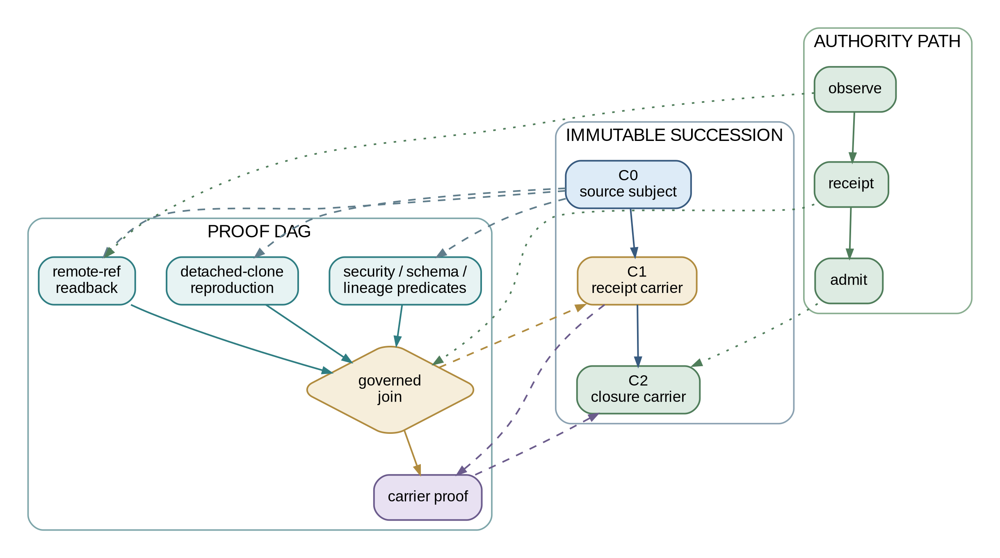 AUTHORITY PATH
observe
receipt
admit
IMMUTABLE SUCCESSION
C0
source subject
C1
receipt carrier
C2
closure carrier
PROOF DAG
remote-ref
readback
detached-clone
reproduction
security / schema /
lineage predicates
governed
join
carrier proof